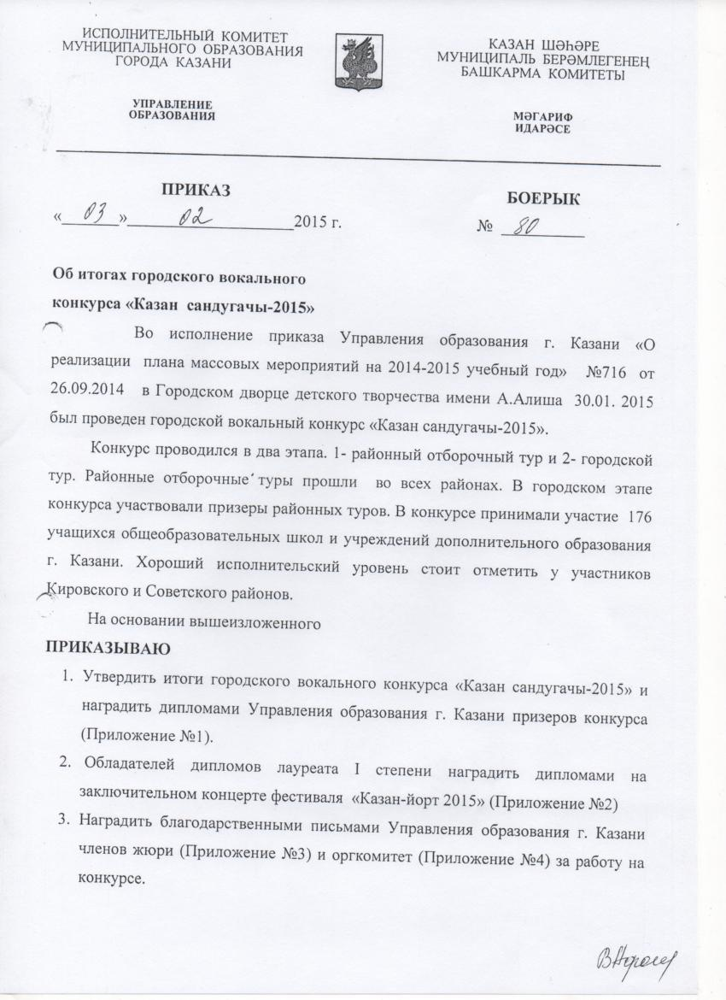 ИСПОЛНИТЕЛЬНЫЙ КОМИТЕТ
МУНИЦИПАЛЬНОГО ОБРАЗОВАНИЯ
ГОРОДА КАЗАНИ
УПРАВЛЕНИЕ
ОБРАЗОВАНИЯ
КАЗАН ШӘҺӘРЕ
МУНИЦИПАЛЬ БЕРӘМЛЕГЕНЕҢ
БАШКАРМА КОМИТЕТЫ
МӘГАРИФ
ИДАРӘСЕ
ПРИКАЗ
БОЕРЫК
«03» 02 2015 г.
№ 80
Об итогах городского вокального
конкурса «Казан сандугачы-2015»
Во исполнение приказа Управления образования г. Казани «О
реализации плана массовых мероприятий на 2014-2015 учебный год» №716 от
26.09.2014 в Городском дворце детского творчества имени А.Алиша 30.01. 2015
был проведен городской вокальный конкурс «Казан сандугачы-2015».
Конкурс проводился в два этапа. 1- районный отборочный тур и 2- городской
тур. Районные отборочные туры прошли во всех районах. В городском этапе
конкурса участвовали призеры районных туров. В конкурсе принимали участие 176
учащихся общеобразовательных школ и учреждений дополнительного образования
г. Казани. Хороший исполнительский уровень стоит отметить у участников
Кировского и Советского районов.
На основании вышеизложенного
ПРИКАЗЫВАЮ
1. Утвердить итоги городского вокального конкурса «Казан сандугачы-2015» и
наградить дипломами Управления образования г. Казани призеров конкурса
(Приложение №1).
2. Обладателей дипломов лауреата I степени наградить дипломами на
заключительном концерте фестиваля «Казан-йорт 2015» (Приложение №2)
3. Наградить благодарственными письмами Управления образования г. Казани
членов жюри (Приложение №3) и оргкомитет (Приложение №4) за работу на
конкурсе.